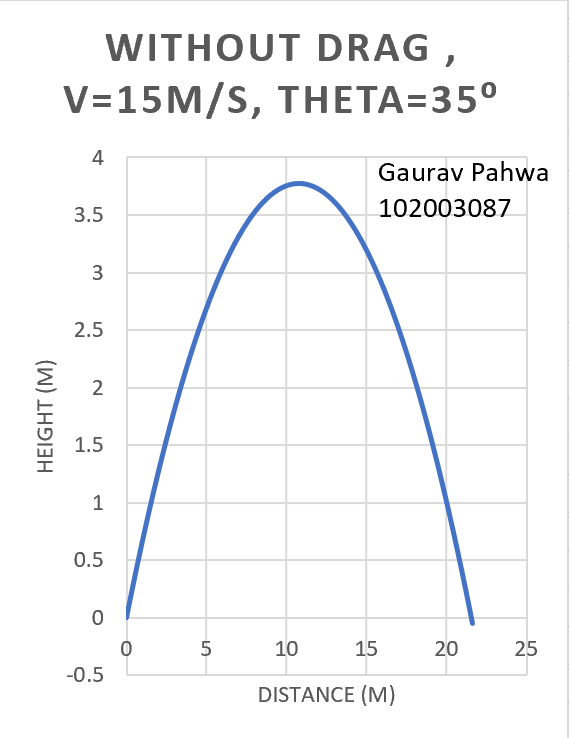 WITHOUT DRAG ,
V=15M/S, THETA=35º
Gaurav Pahwa
102003087
4
3.5
3
2.5
2
1.5
1
0.5
0
-0.5
HEIGHT (M)
0 5 10 15 20 25
DISTANCE (M)